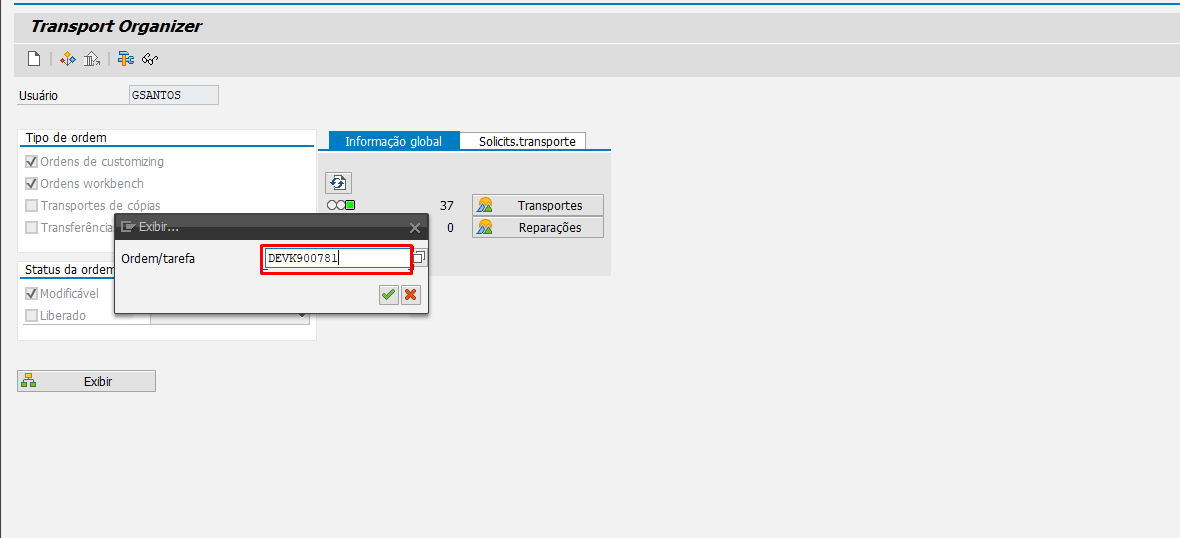 Transport Organizer
Usuário GSANTOS
Tipo de ordem
Ordens de customizing
Ordens workbench
Transportes de cópias
Transferência
Status da ordem
Modificável
Liberado
Exibir
Informação global Solicits.transporte
37 Transportes
0 Reparações
Exibir...
Ordem/tarefa DEVK900781